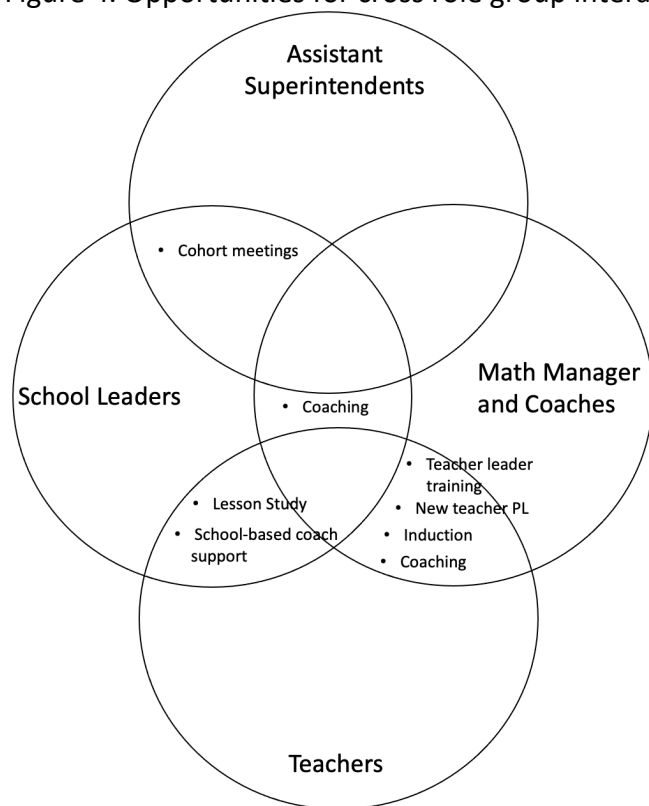 Figure 4. Opportunities for cross role group
Assistant
Superintendents
• Cohort meetings
School Leaders
Math Manager
and Coaches
• Coaching
• Teacher leader
training
• Lesson Study
• New teacher PL
• School-based coach
support
• Induction
• Coaching
Teachers